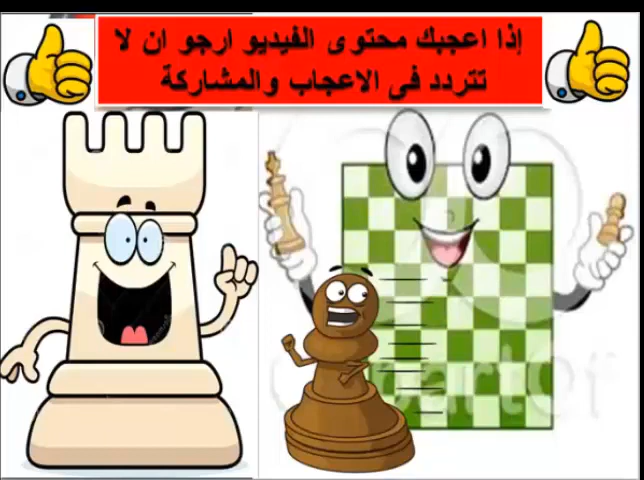 إذا اعجبك محتوى الفيديو ارجو ان لا
تتردد فى الاعجاب والمشاركة